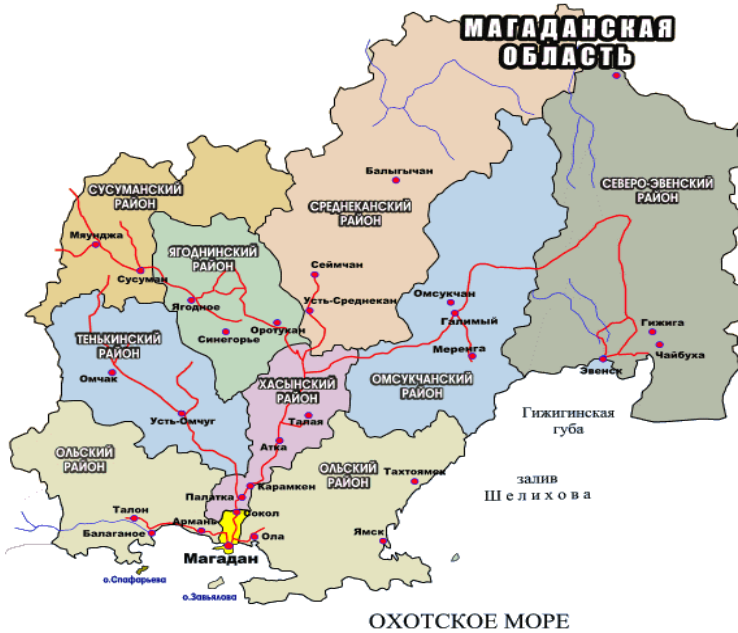 МАГАДАНСКАЯ
ОБЛАСТЬ
СУСУМАНСКИЙ
РАЙОН
Мяунджа
Сусуман
ЯГОДНИНСКИЙ
РАЙОН
Ягодное
Синегорье
Оротукан
СРЕДНЕКАНСКИЙ
РАЙОН
Балыгычан
Сеймчан
Усть-Среднекан
СЕВЕРО-ЭВЕНСКИЙ
РАЙОН
Гижига
Чайбуха
Эвенск
Омсукчан
Галимый
Меренга
ОМСУКЧАНСКИЙ
РАЙОН
ТЕНЬКИНСКИЙ
РАЙОН
Омчак
Усть-Омчуг
ХАСЫНСКИЙ
РАЙОН
Талая
Атка
Карамкен
Палатка
ОЛЬСКИЙ
РАЙОН
Талон
Балаганое
Армань
Сокол
Ола
Магадан
ОЛЬСКИЙ
РАЙОН
Тахтоямск
Ямск
Гижигинская
губа
залив
Шелихова
о.Спафарьева
о.Завьялова
ОХОТСКОЕ МОРЕ